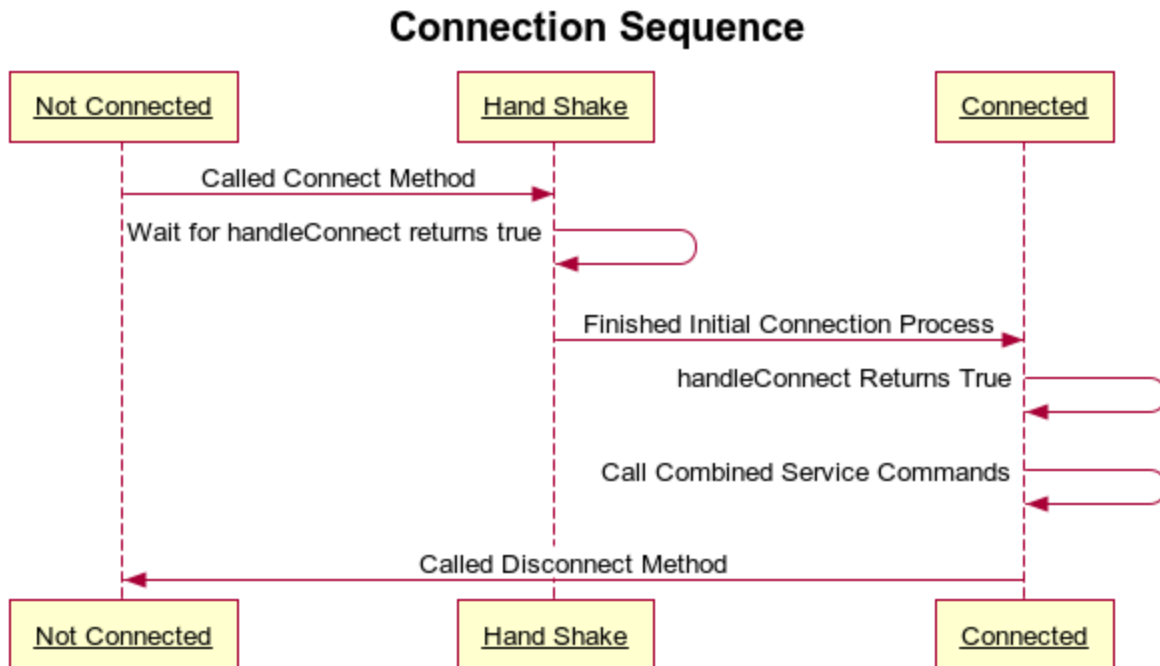 Connection Sequence
Not Connected
Hand Shake
Connected
Called Connect Method
Wait for handleConnect returns true
Finished Initial Connection Process
handleConnect Returns True
Call Combined Service Commands
Called Disconnect Method
Not Connected
Hand Shake
Connected